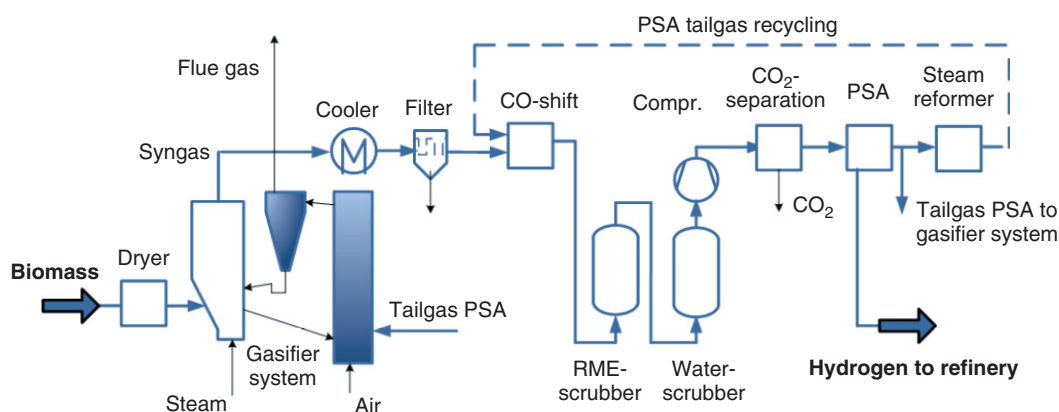 PSA tailgas recycling
Flue gas
Cooler
Filter
CO-shift
Compr.
CO₂-
separation
PSA
Steam
reformer
Syngas
M
CO₂
Tailgas PSA to
gasifier system
Biomass
Dryer
Tailgas PSA
Gasifier
system
Steam
Air
RME-
scrubber
Water-
scrubber
Hydrogen to refinery